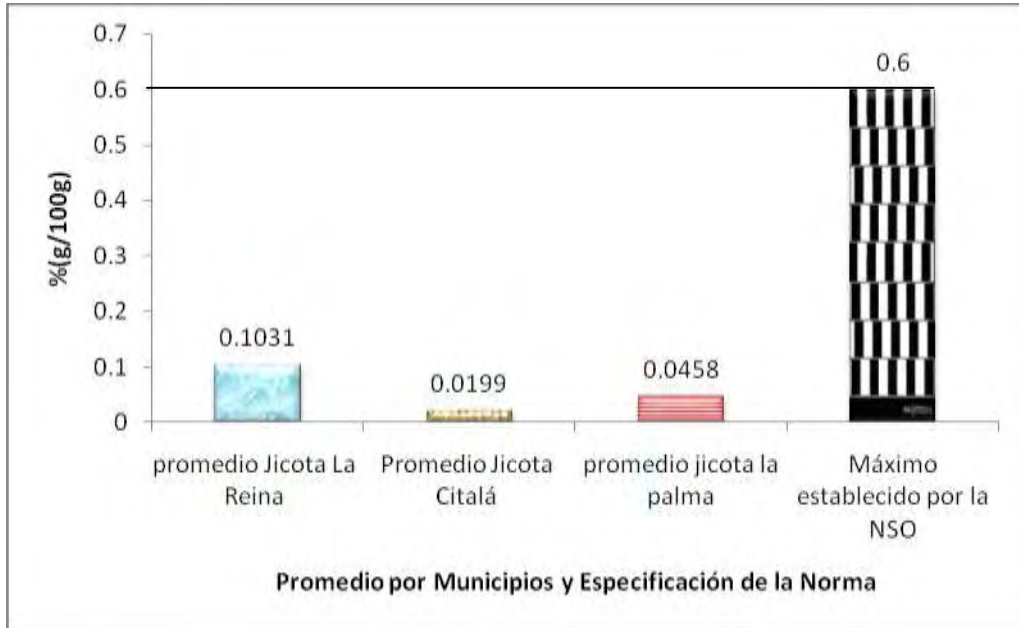 0.7
0.6
0.5
0.4
0.3
0.2
0.1
0
%(g/100g)
0.1031
0.0199
0.0458
0.6
promedio Jicota La
Reina
Promedio Jicota
Citalá
promedio jicota la
palma
Máximo
establecido por la
NSO
Promedio por Municipios y Especificación de la Norma